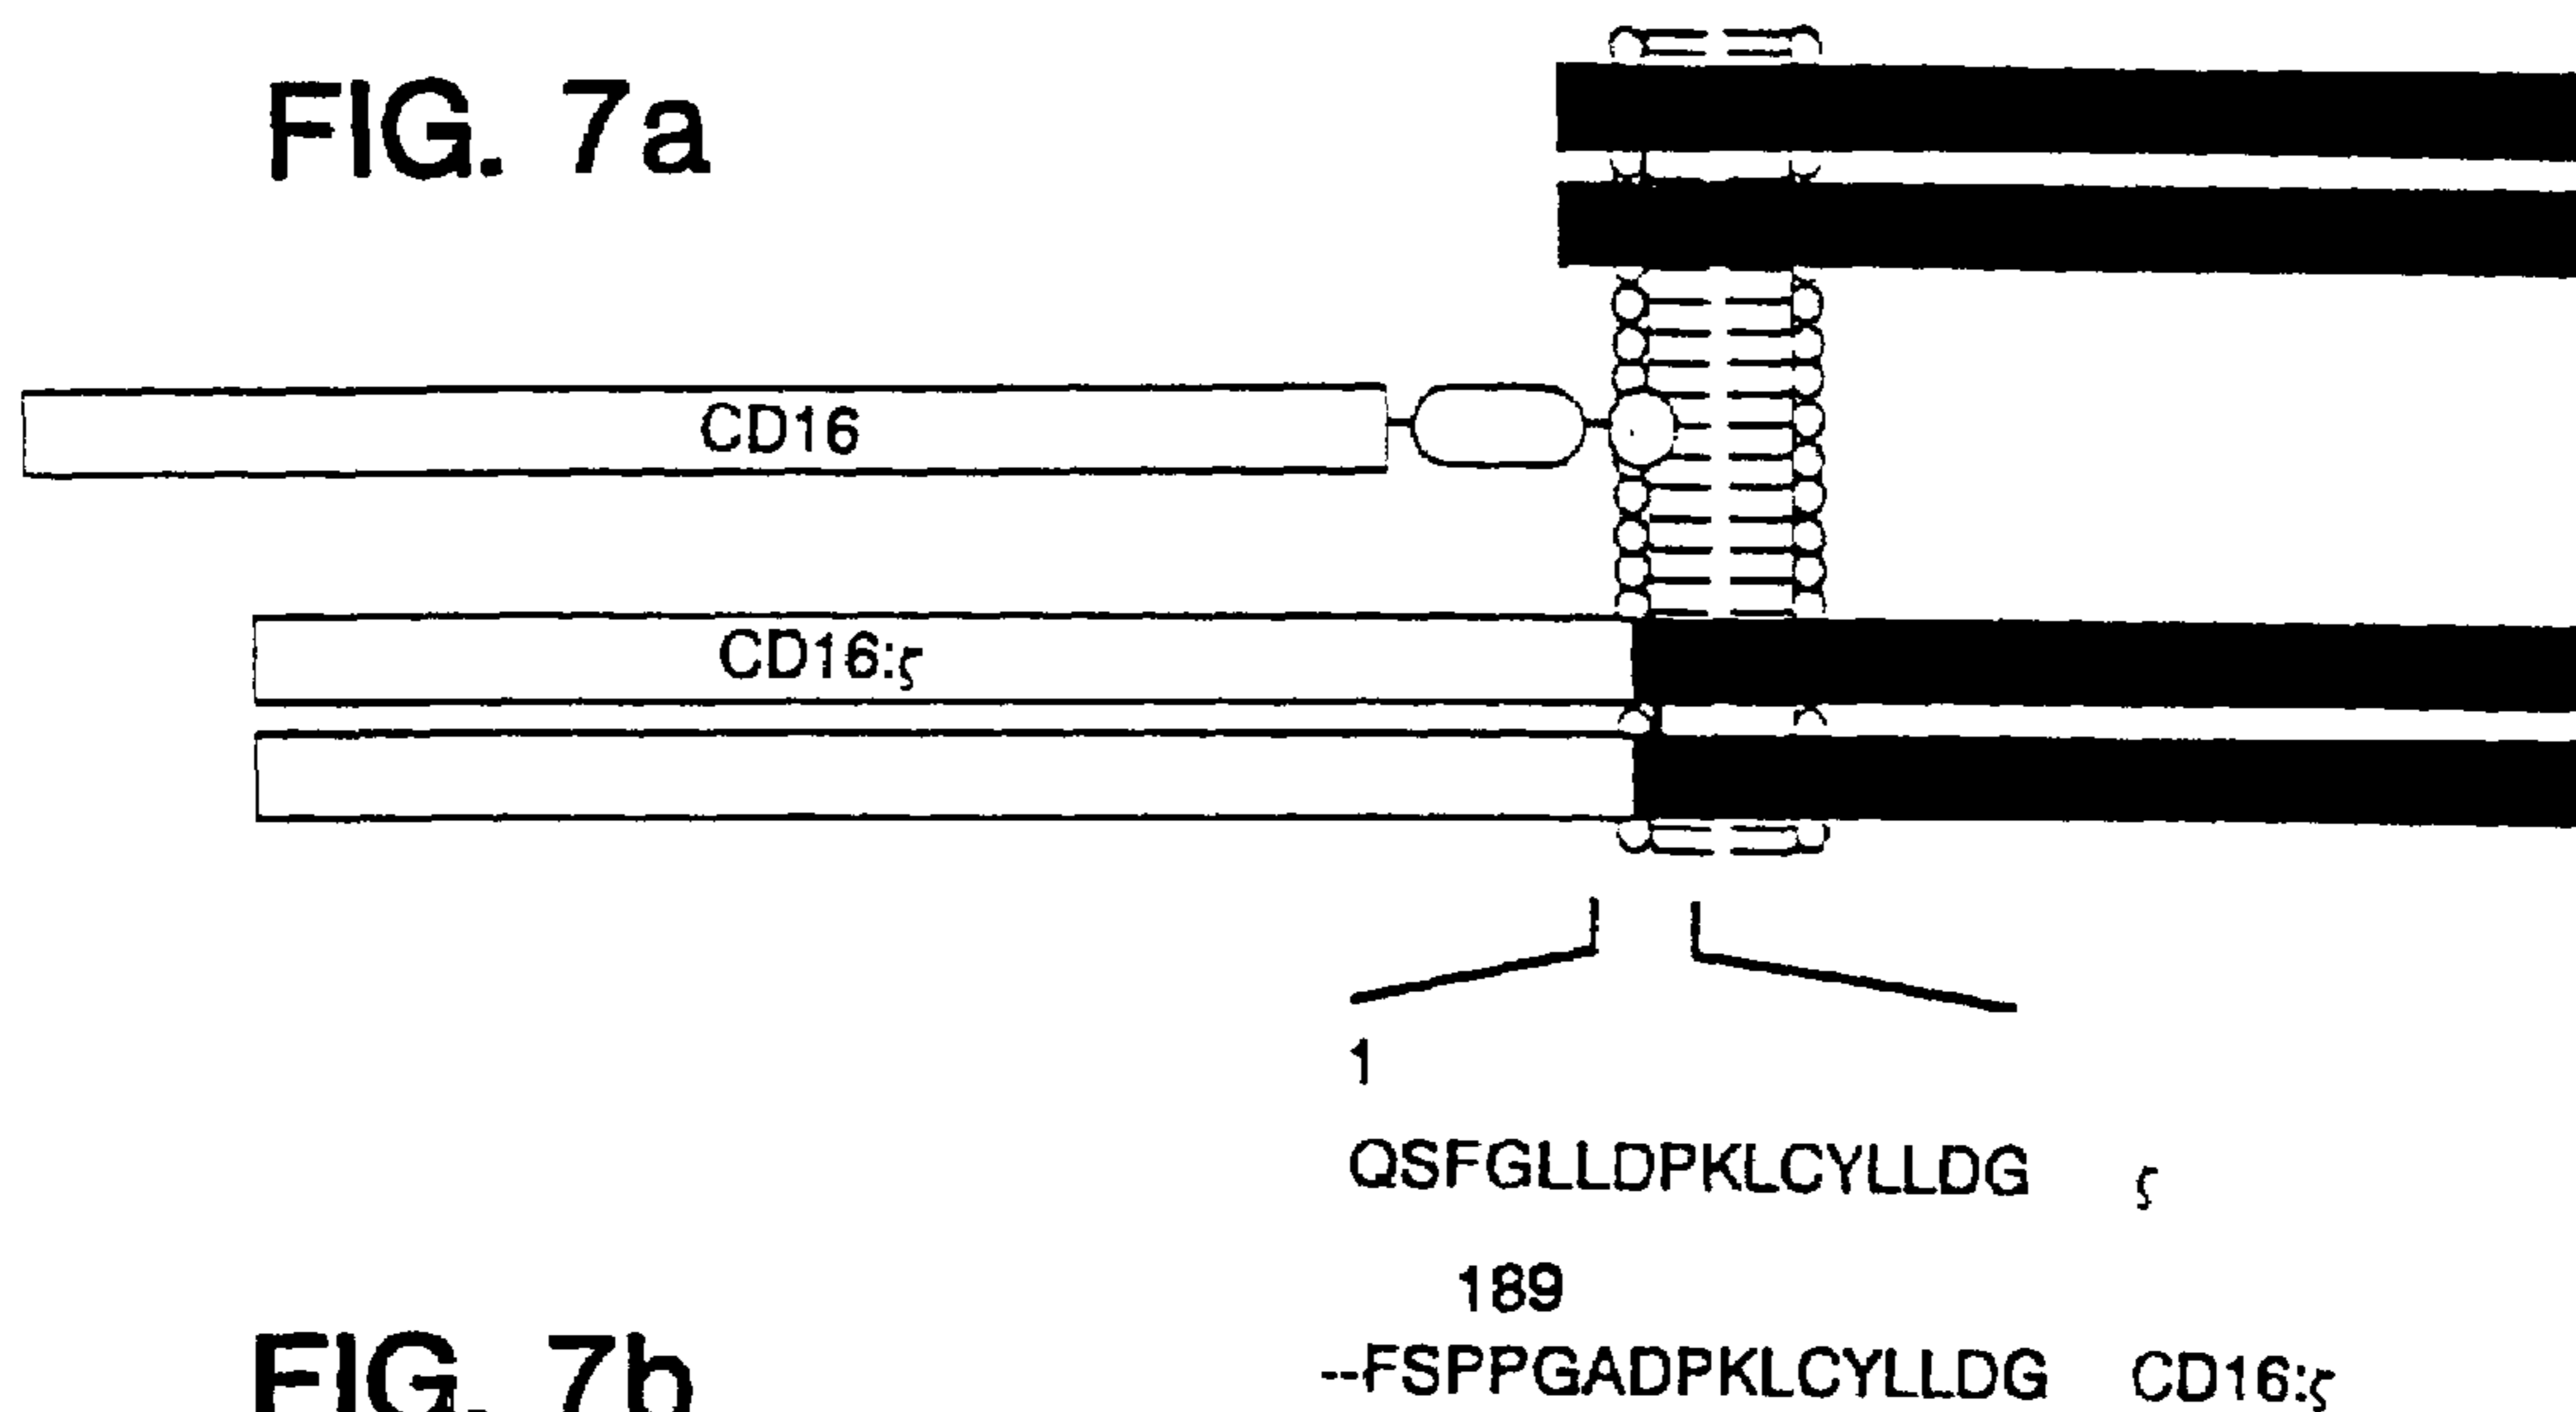 FIG. 7a
CD16
CD16:ζ
1
QSFGLLDPKLCYLLDG ζ
189
--FSPPGADPKLCYLLDG CD16:ζ
FIG. 7b